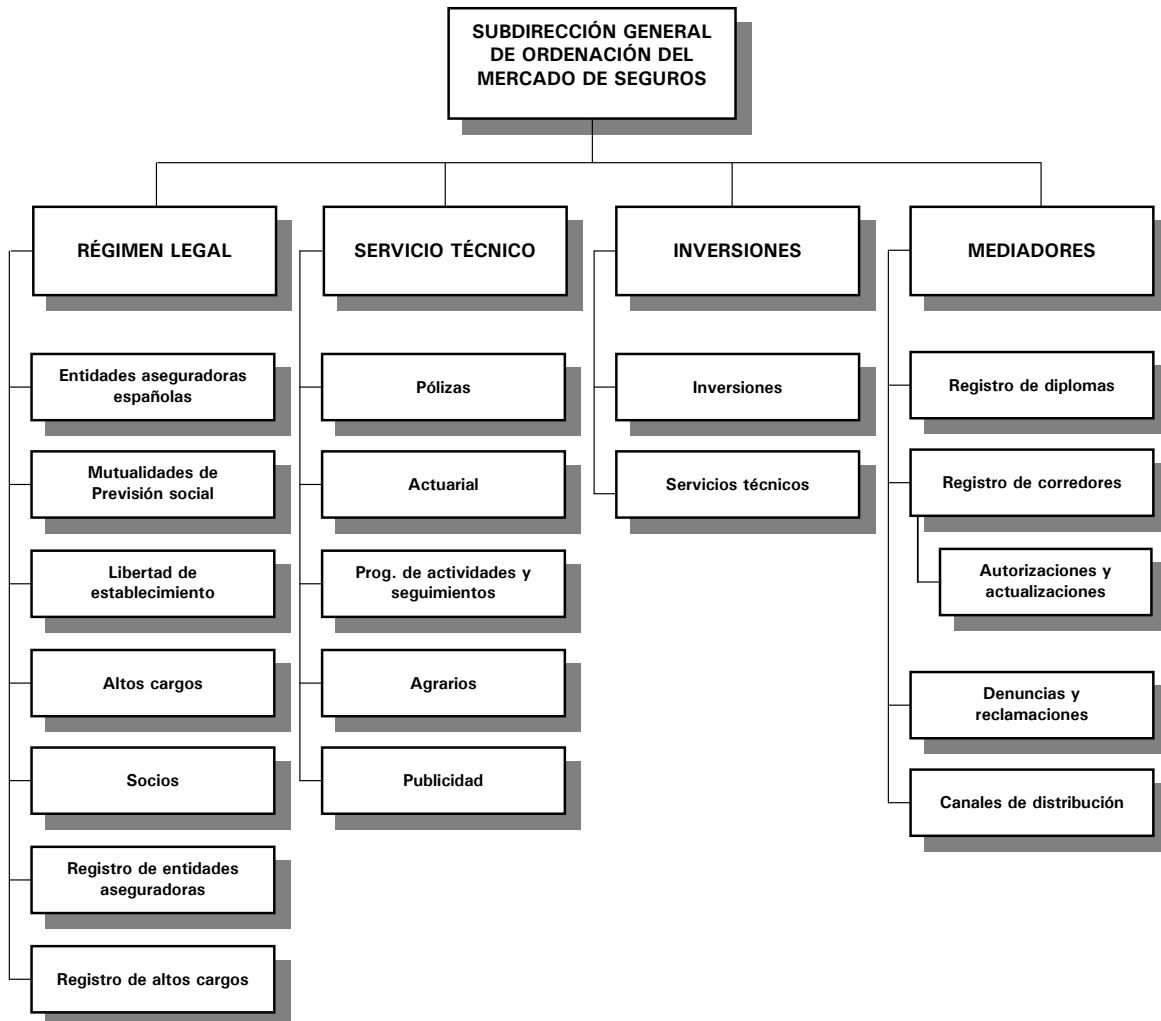 SUBDIRECCIÓN GENERAL
DE ORDENACIÓN DEL
MERCADO DE SEGUROS
RÉGIMEN LEGAL
Entidades aseguradoras
españolas
Mutualidades de
Previsión social
Libertad de
establecimiento
Altos cargos
Socios
Registro de entidades
aseguradoras
Registro de altos cargos
SERVICIO TÉCNICO
Pólizas
Actuarial
Prog. de actividades y
seguimientos
Agrarios
Publicidad
INVERSIONES
Inversiones
Servicios técnicos
MEDIADORES
Registro de diplomas
Registro de corredores
Autorizaciones y
actualizaciones
Denuncias y
reclamaciones
Canales de distribución